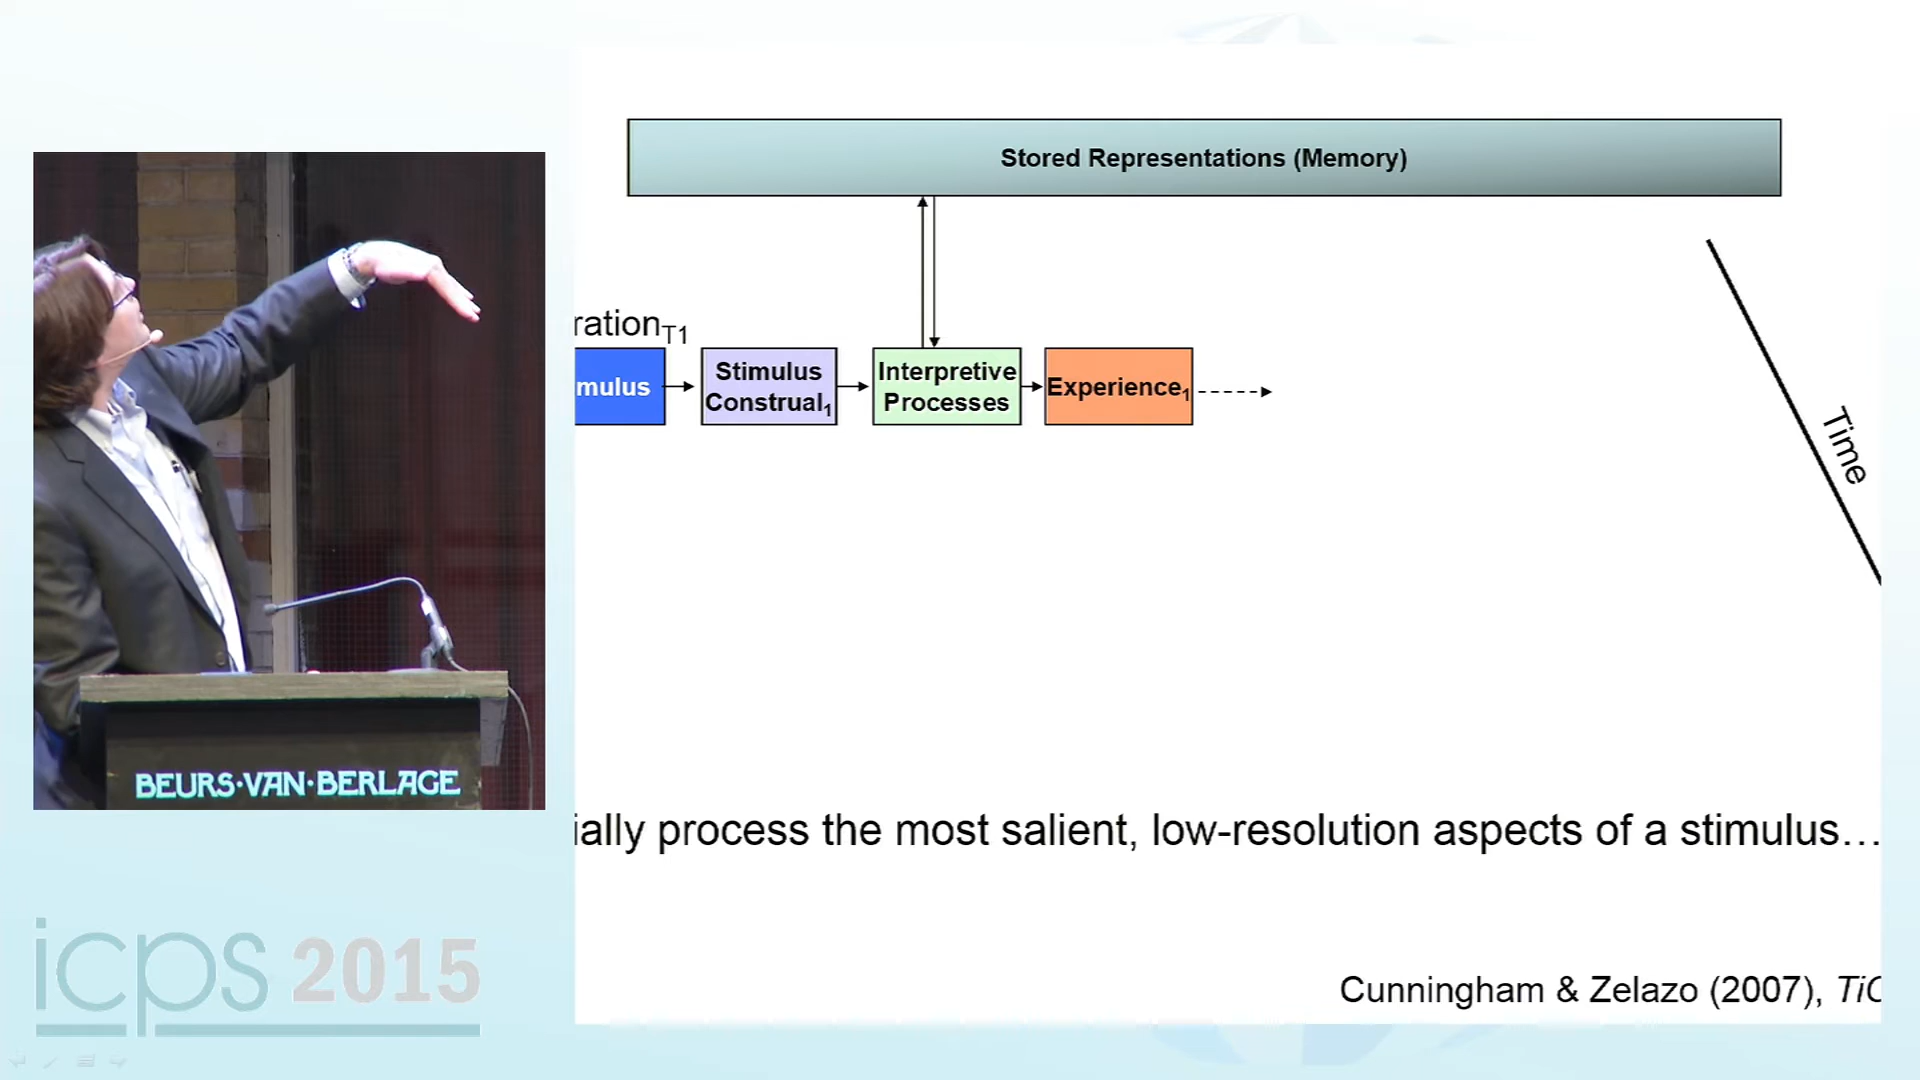 Stored Representations (Memory)
rationT1
mulus
Stimulus
Construal1
Interpretive
Processes
Experience1
Time
ially process the most salient, low-resolution aspects of a stimulus…
Cunningham & Zelazo (2007), TiC
BEURS·VAN·BERLAGE
icps 2015